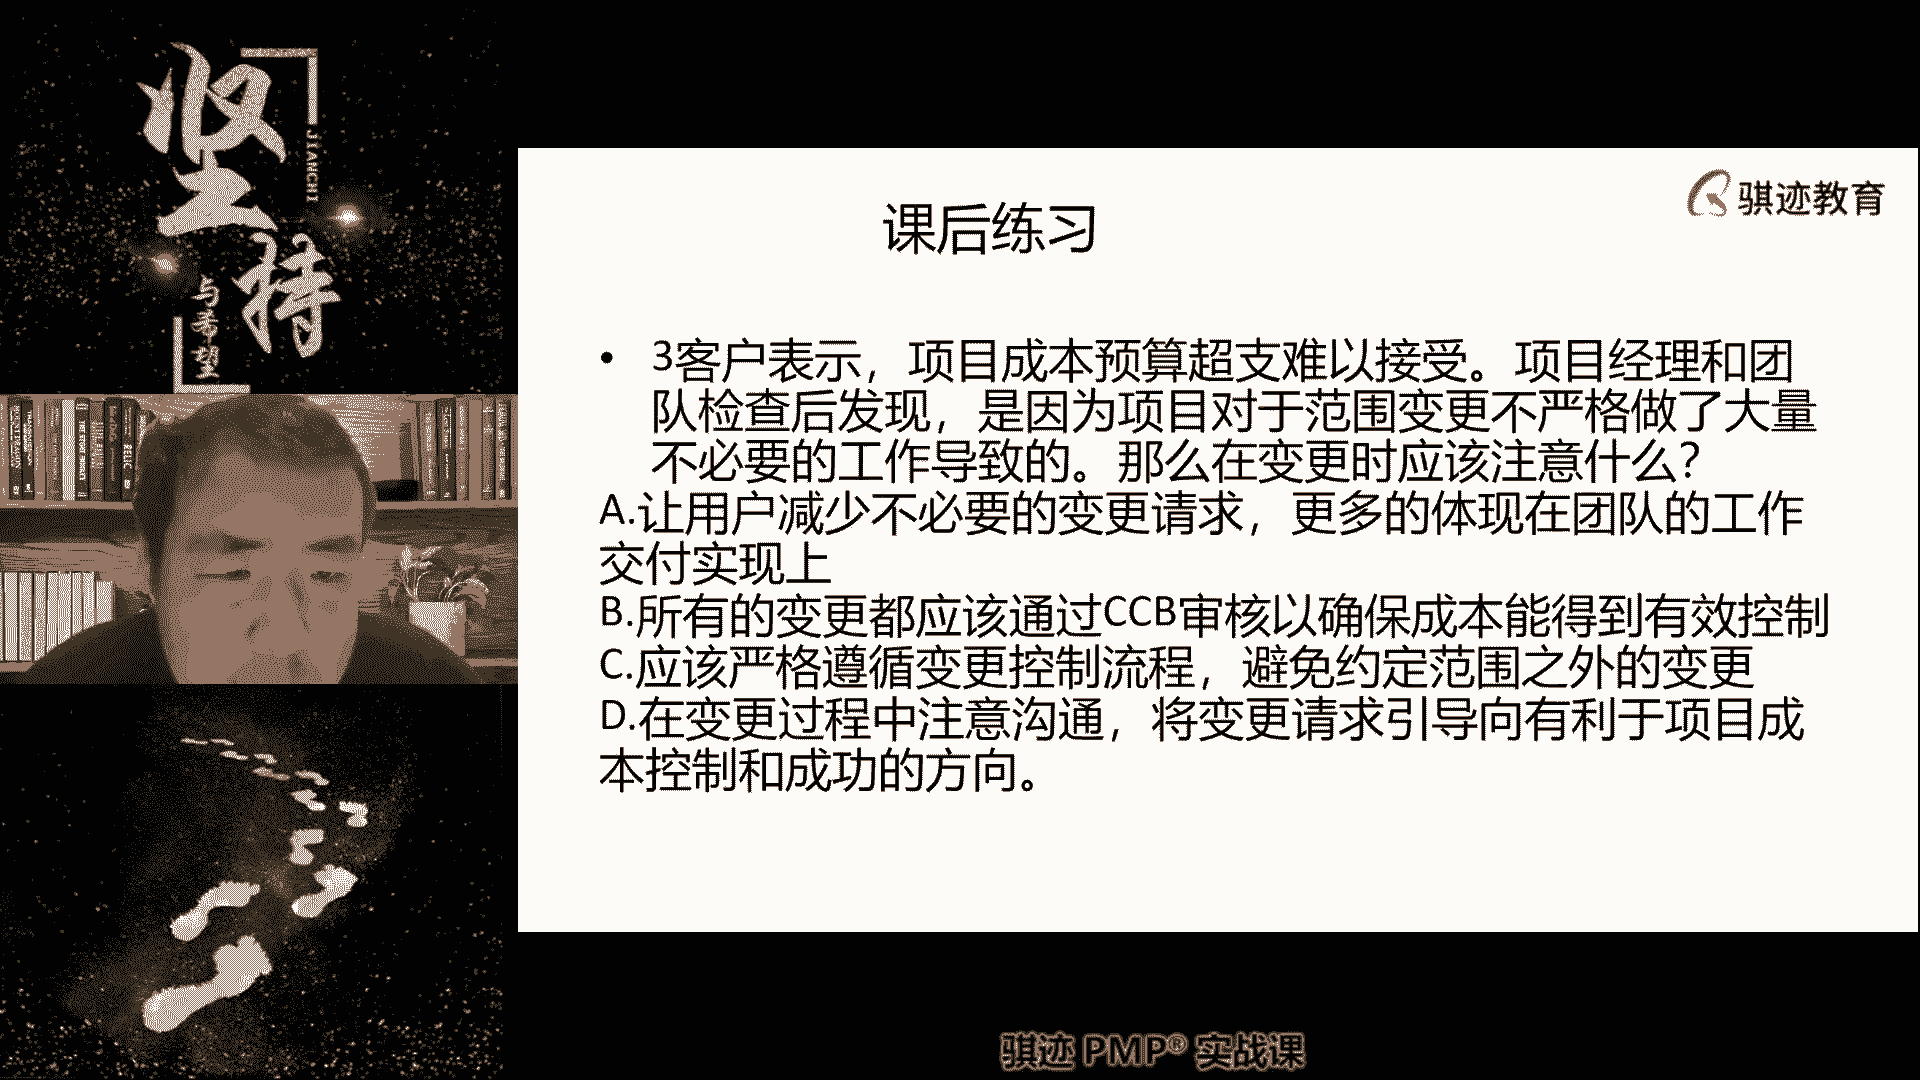 坚持
JIANCHI
与希望
骐迹教育
课后练习
• 3客户表示，项目成本预算超支难以接受。项目经理和团
队检查后发现，是因为项目对于范围变更不严格做了大量
不必要的工作导致的。那么在变更时应该注意什么？
A.让用户减少不必要的变更请求，更多的体现在团队的工作
交付实现上
B.所有的变更都应该通过CCB审核以确保成本能得到有效控制
C.应该严格遵循变更控制流程，避免约定范围之外的变更
D.在变更过程中注意沟通，将变更请求引导向有利于项目成
本控制和成功的方向。
骐迹 PMP® 实战课